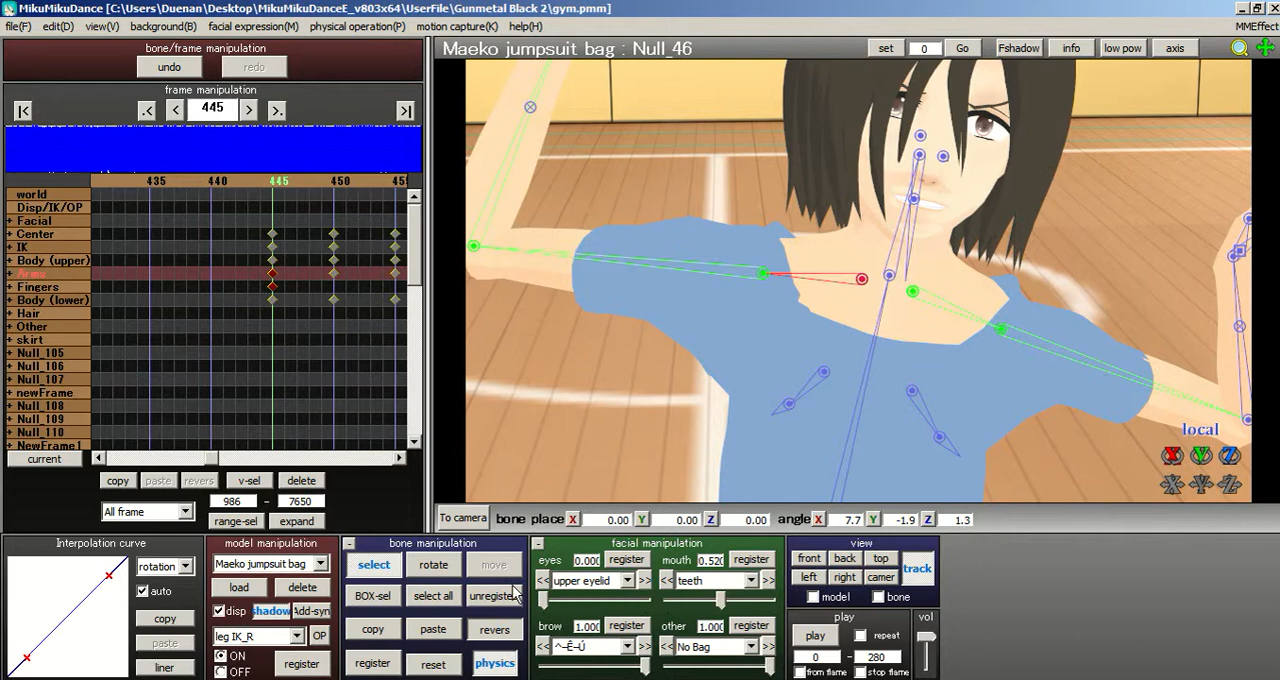 MikuMikuDance [C:\Users\Duenan\Desktop\MikuMikuDanceE_v803x64\UserFile\Gunmetal Black 2\gym.pmm]
file(F) edit(D) view(V) background(B) facial expression(M) physical operation(P) motion capture(K) help(H) MMEffect
bone/frame manipulation
undo redo
frame manipulation
|< .< < 445 > >. >|
435 440 445 450 455
world
Disp/IK/OP
+ Facial
+ Center
+ IK
+ Body (upper)
+ Arms
+ Fingers
+ Body (lower)
+ Hair
+ Other
+ skirt
+ Null_105
+ Null_106
+ Null_107
+ newFrame
+ Null_108
+ Null_109
+ Null_110
+ NewFrame1
current
copy paste revers v-sel delete
All frame 986 - 7650
range-sel expand
Maeko jumpsuit bag : Null_46
set 0 Go Fshadow info low pow axis
local
X Y Z
X Y Z
To camera bone place X 0.00 Y 0.00 Z 0.00 angle X 7.7 Y -1.9 Z 1.3
Interpolation curve
rotation
auto
copy
paste
liner
model manipulation
Maeko jumpsuit bag
load delete
disp shadow Add-syn
leg IK_R OP
ON
OFF
register
- bone manipulation
select rotate move
BOX-sel select all unregister
copy paste revers
register reset physics
- facial manipulation
eyes 0.000 register mouth 0.520 register
<< upper eyelid >> << teeth >>
brow 1.000 register other 1.000 register
<< ^-Ê-Ú >> << No Bag >>
view
front back top
left right camer track
model bone
play
play repeat
0 - 280
from flame stop flame
vol